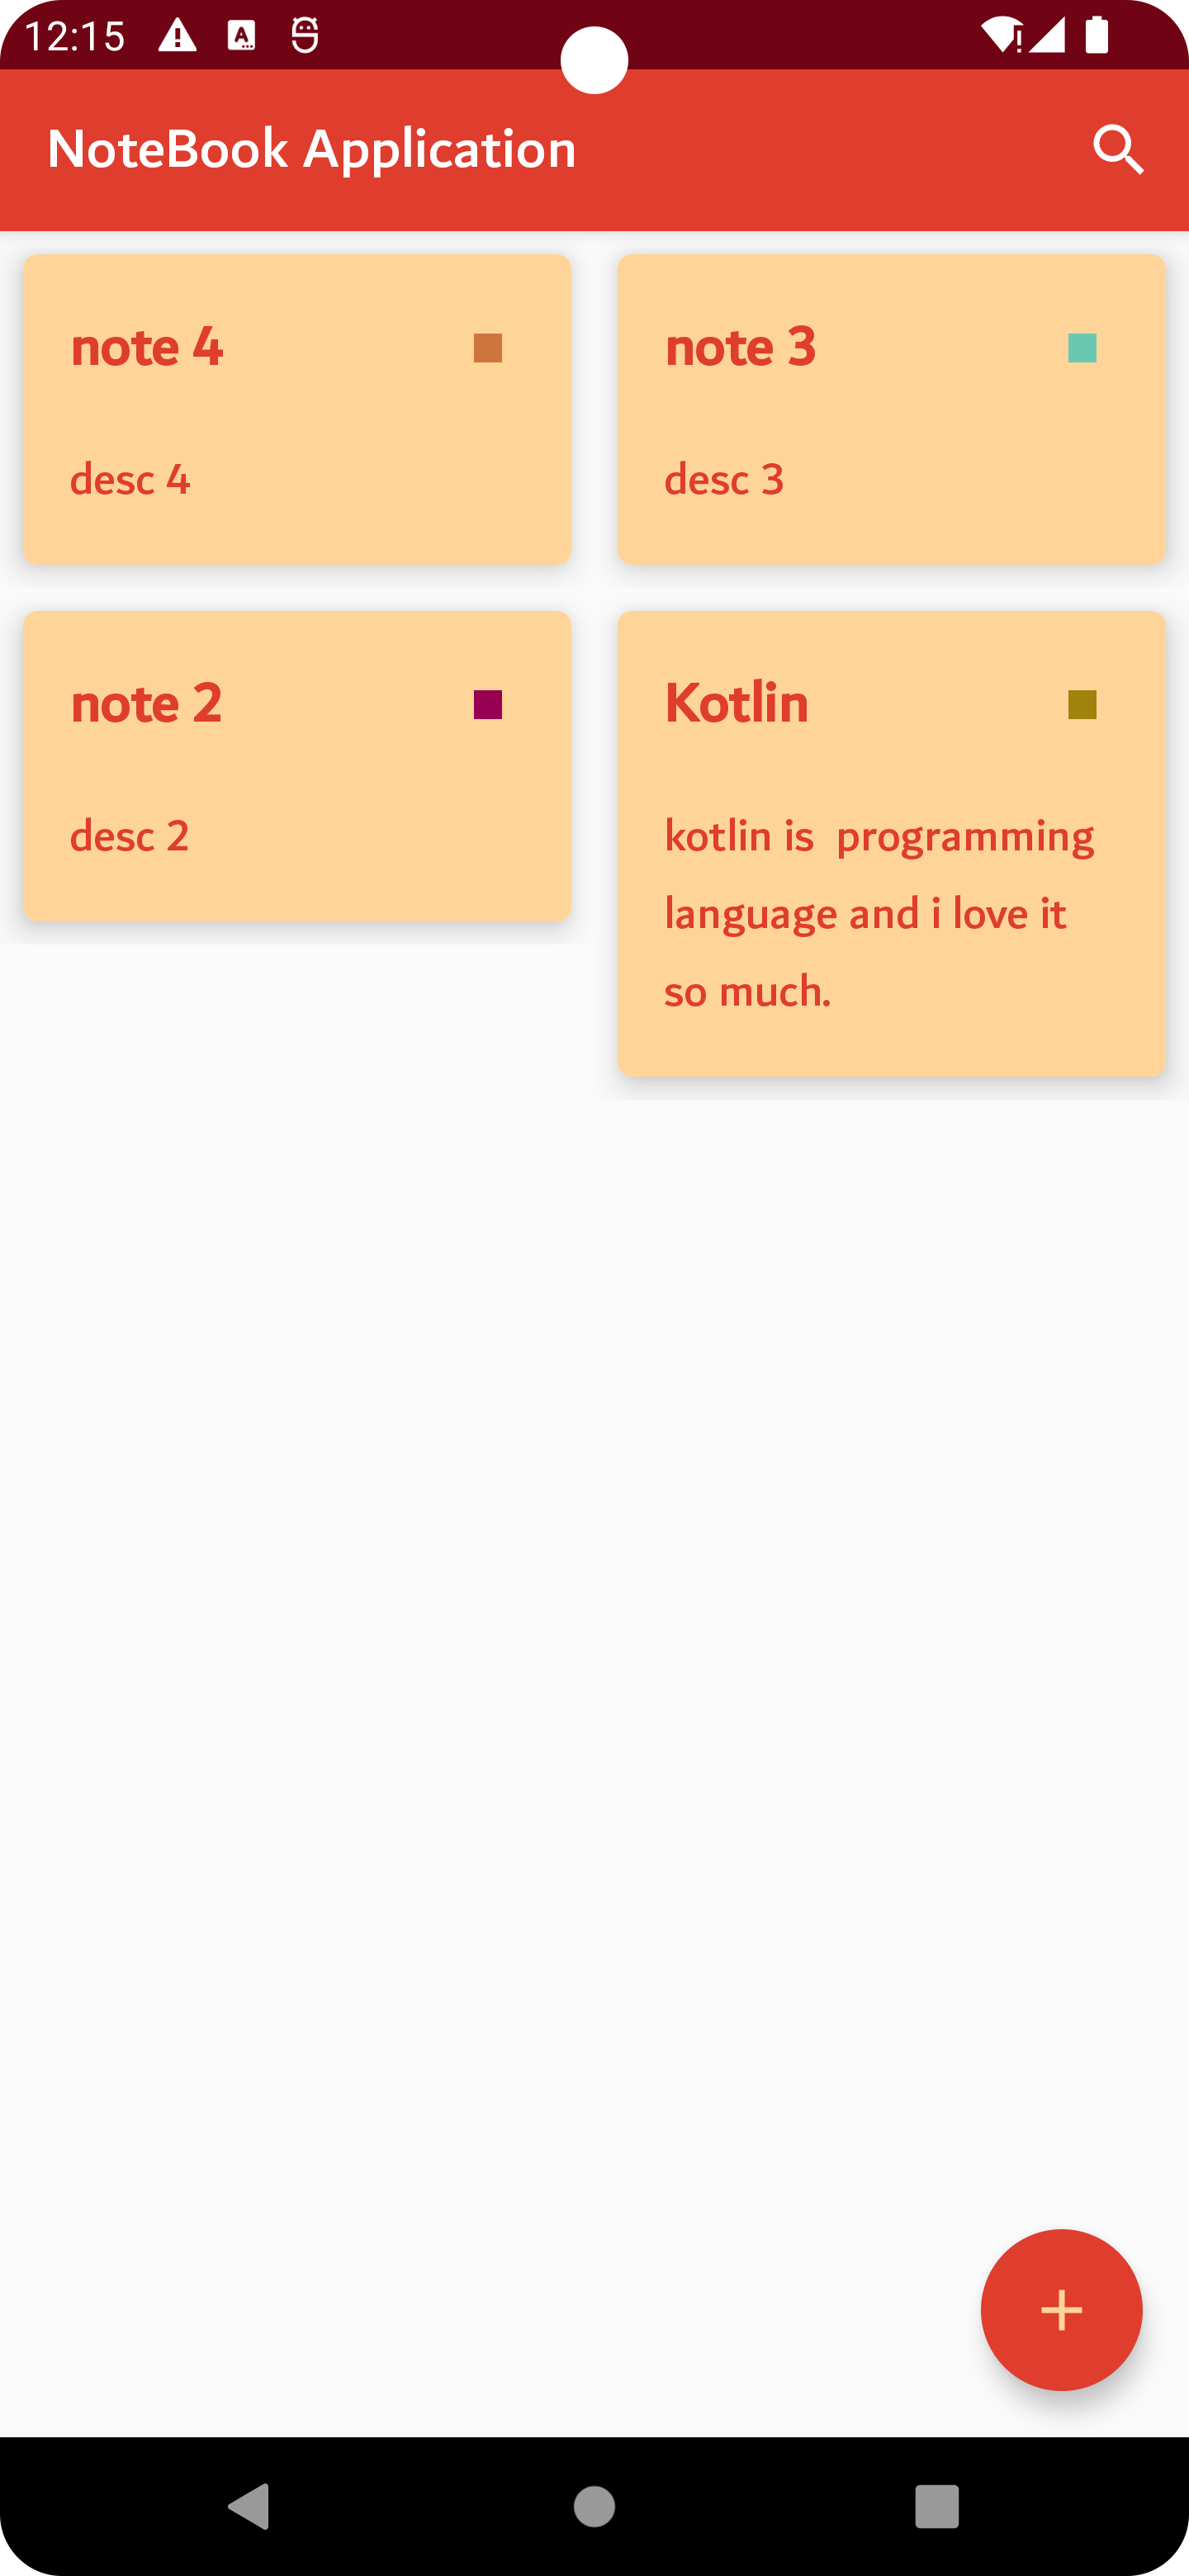 12:15
NoteBook Application
note 4
desc 4
note 3
desc 3
note 2
desc 2
Kotlin
kotlin is  programming
language and i love it
so much.